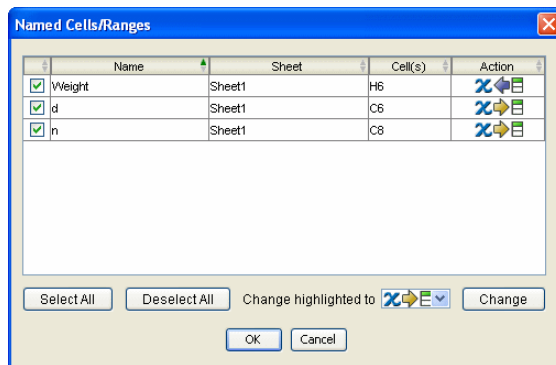 Named Cells/Ranges
Name Sheet Cell(s) Action
Weight Sheet1 H6
d Sheet1 C6
n Sheet1 C8
Select All Deselect All Change highlighted to Change
OK Cancel